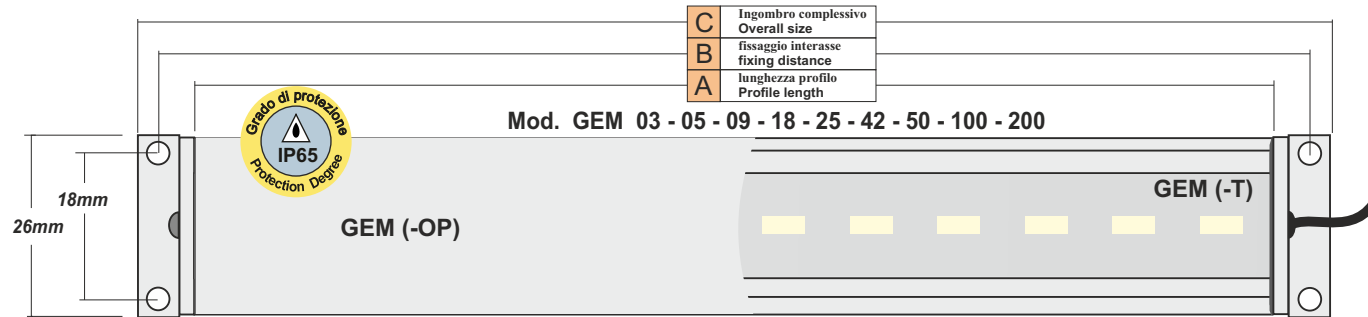 C
Ingombro complessivo
Overall size
B
fissaggio interasse
fixing distance
A
lunghezza profilo
Profile length
Mod. GEM 03 - 05 - 09 - 18 - 25 - 42 - 50 - 100 - 200
Grado di protezione
IP65
Protection Degree
18mm
26mm
GEM (-OP)
GEM (-T)